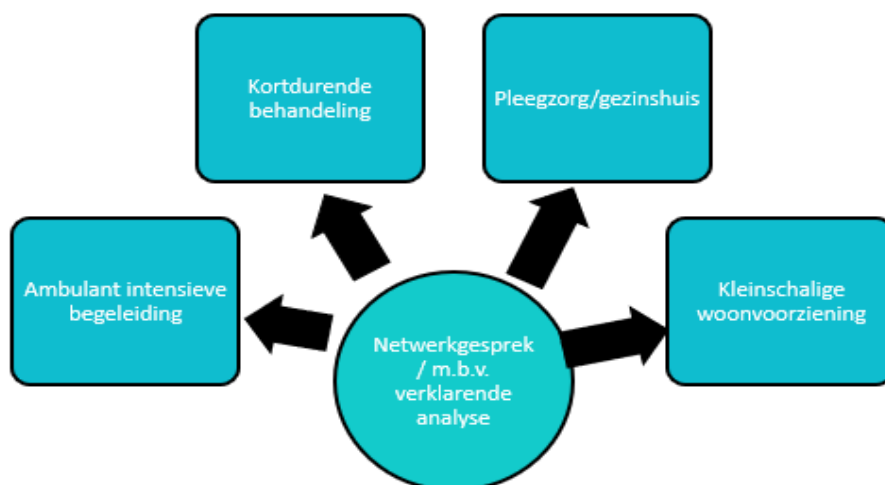 Kortdurende
behandeling
Pleegzorg/gezinshuis
Ambulant intensieve
begeleiding
Kleinschalige
woonvoorziening
Netwerkgesprek
/ m.b.v.
verklarende
analyse